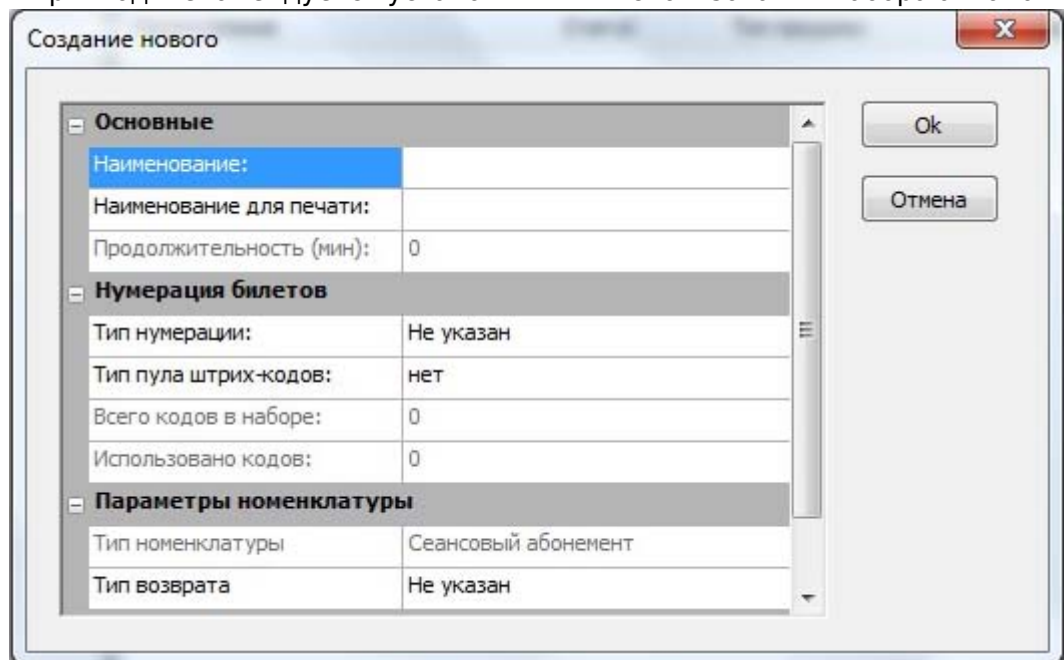 Создание нового
Основные
Наименование:
Наименование для печати:
Продолжительность (мин): 0
Нумерация билетов
Тип нумерации: Не указан
Тип пула штрих-кодов: нет
Всего кодов в наборе: 0
Использовано кодов: 0
Параметры номенклатуры
Тип номенклатуры Сеансовый абонемент
Тип возврата Не указан
Ok
Отмена